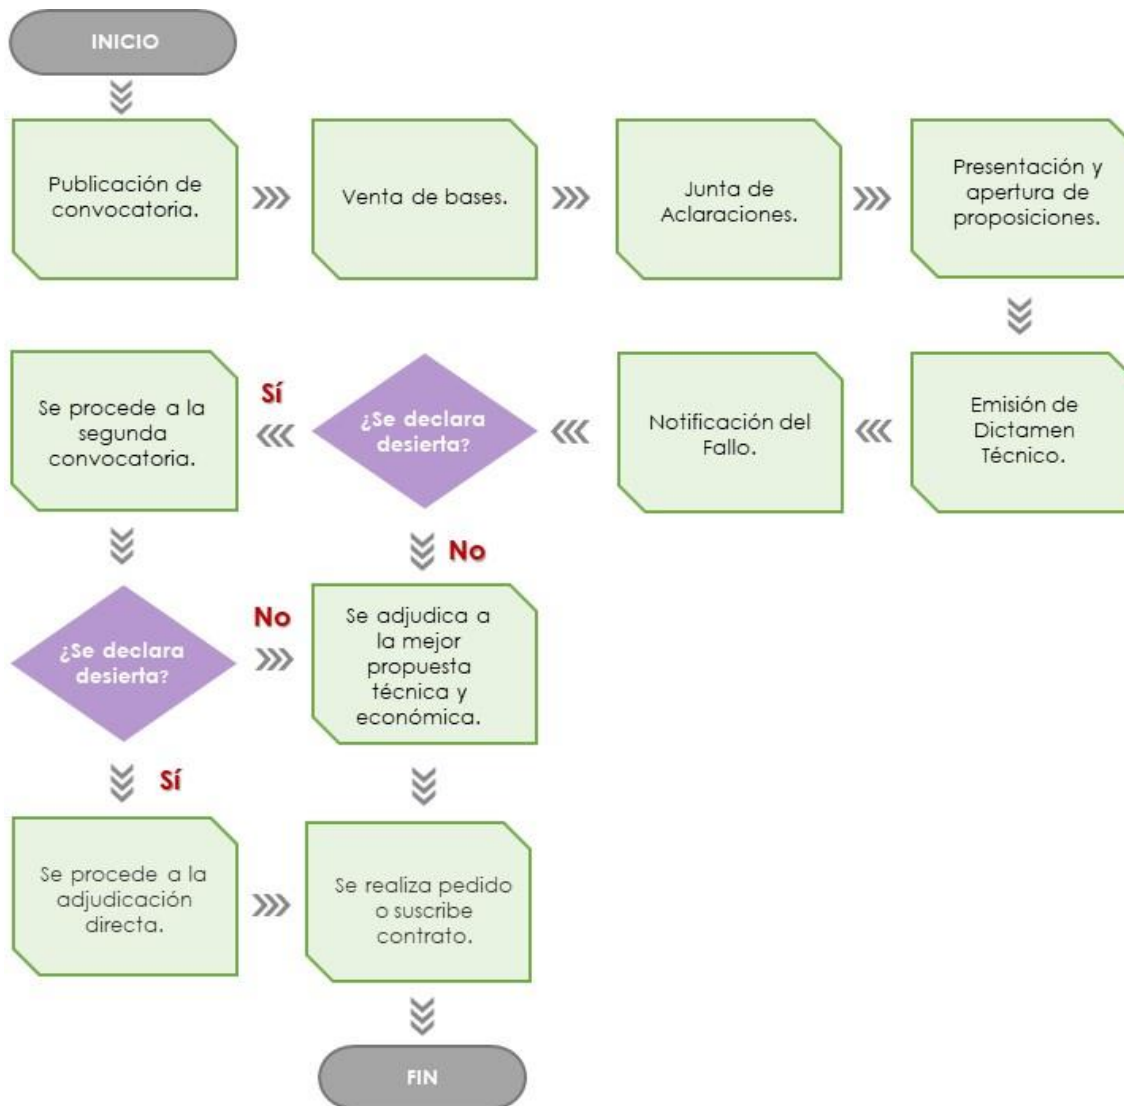 INICIO
Publicación de
convocatoria.
Venta de bases.
Junta de
Aclaraciones.
Presentación y
apertura de
proposiciones.
Emisión de
Dictamen
Técnico.
Notificación del
Fallo.
¿Se declara
desierta?
Sí
Se procede a la
segunda
convocatoria.
No
¿Se declara
desierta?
No
Se adjudica a
la mejor
propuesta
técnica y
económica.
Sí
Se procede a la
adjudicación
directa.
Se realiza pedido
o suscribe
contrato.
FIN